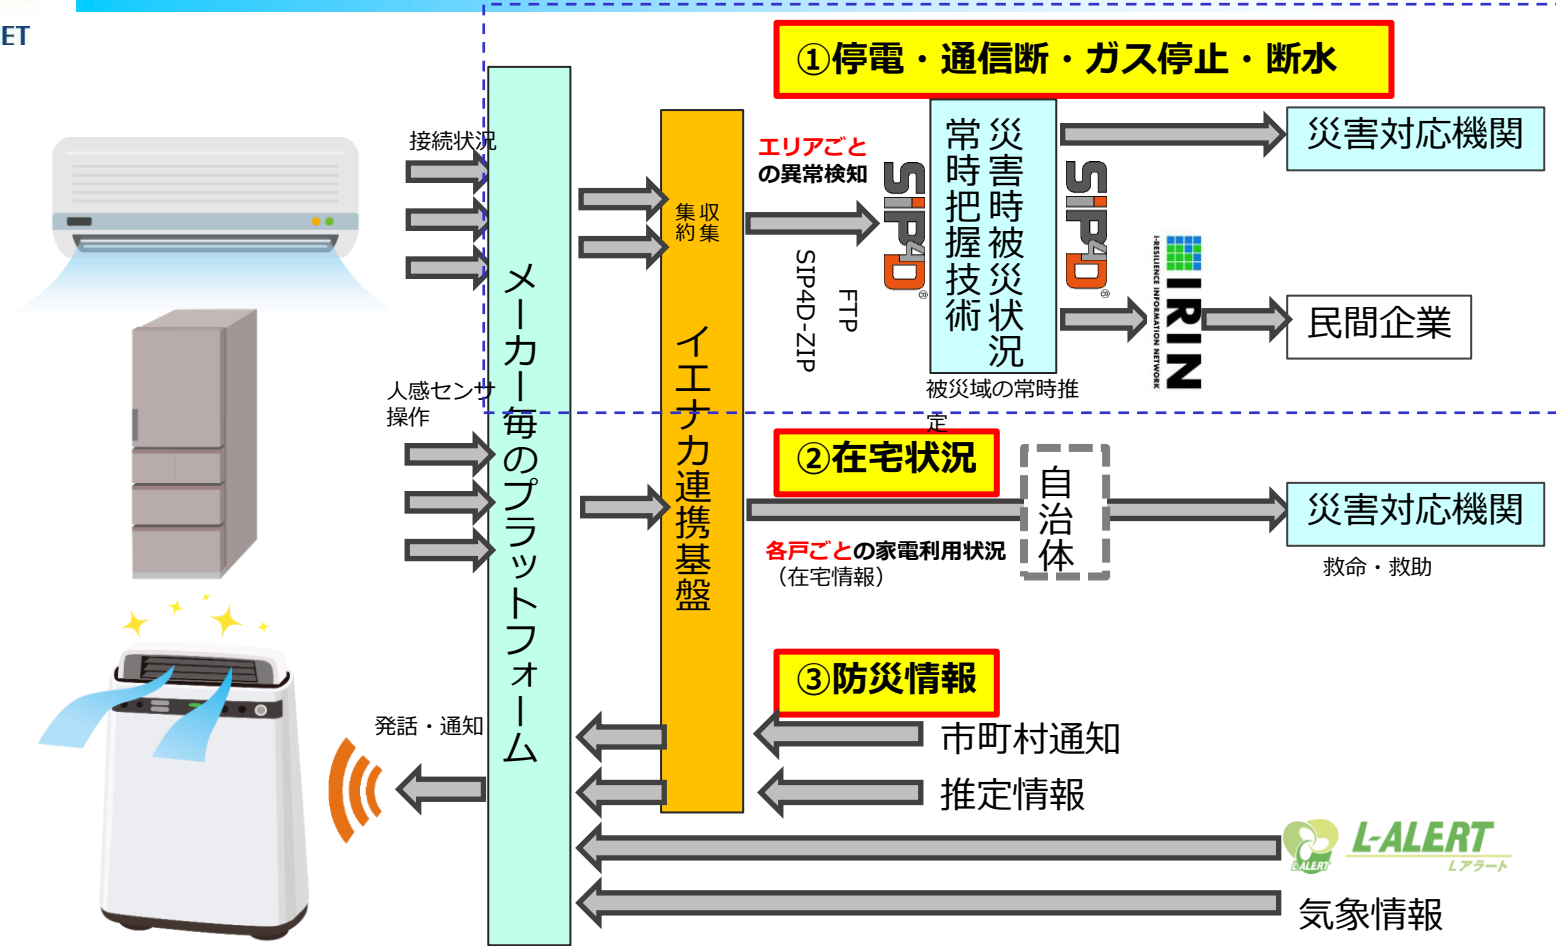 ET
①停電・通信断・ガス停止・断水
接続状況
エリアごと
の異常検知
収集
集約
SIP4D®
FTP
SIP4D-ZIP
災害時被災状況
常時把握技術
SIP4D®
災害対応機関
I-RESILIENCE INFORMATION NETWORK
IRIN
民間企業
被災域の常時推
定
メーカー毎のプラットフォーム
イエナカ連携基盤
人感センサ
操作
②在宅状況
各戸ごとの家電利用状況
（在宅情報）
自治体
災害対応機関
救命・救助
③防災情報
発話・通知
市町村通知
推定情報
L-ALERT
L-ALERT
Lアラート
気象情報